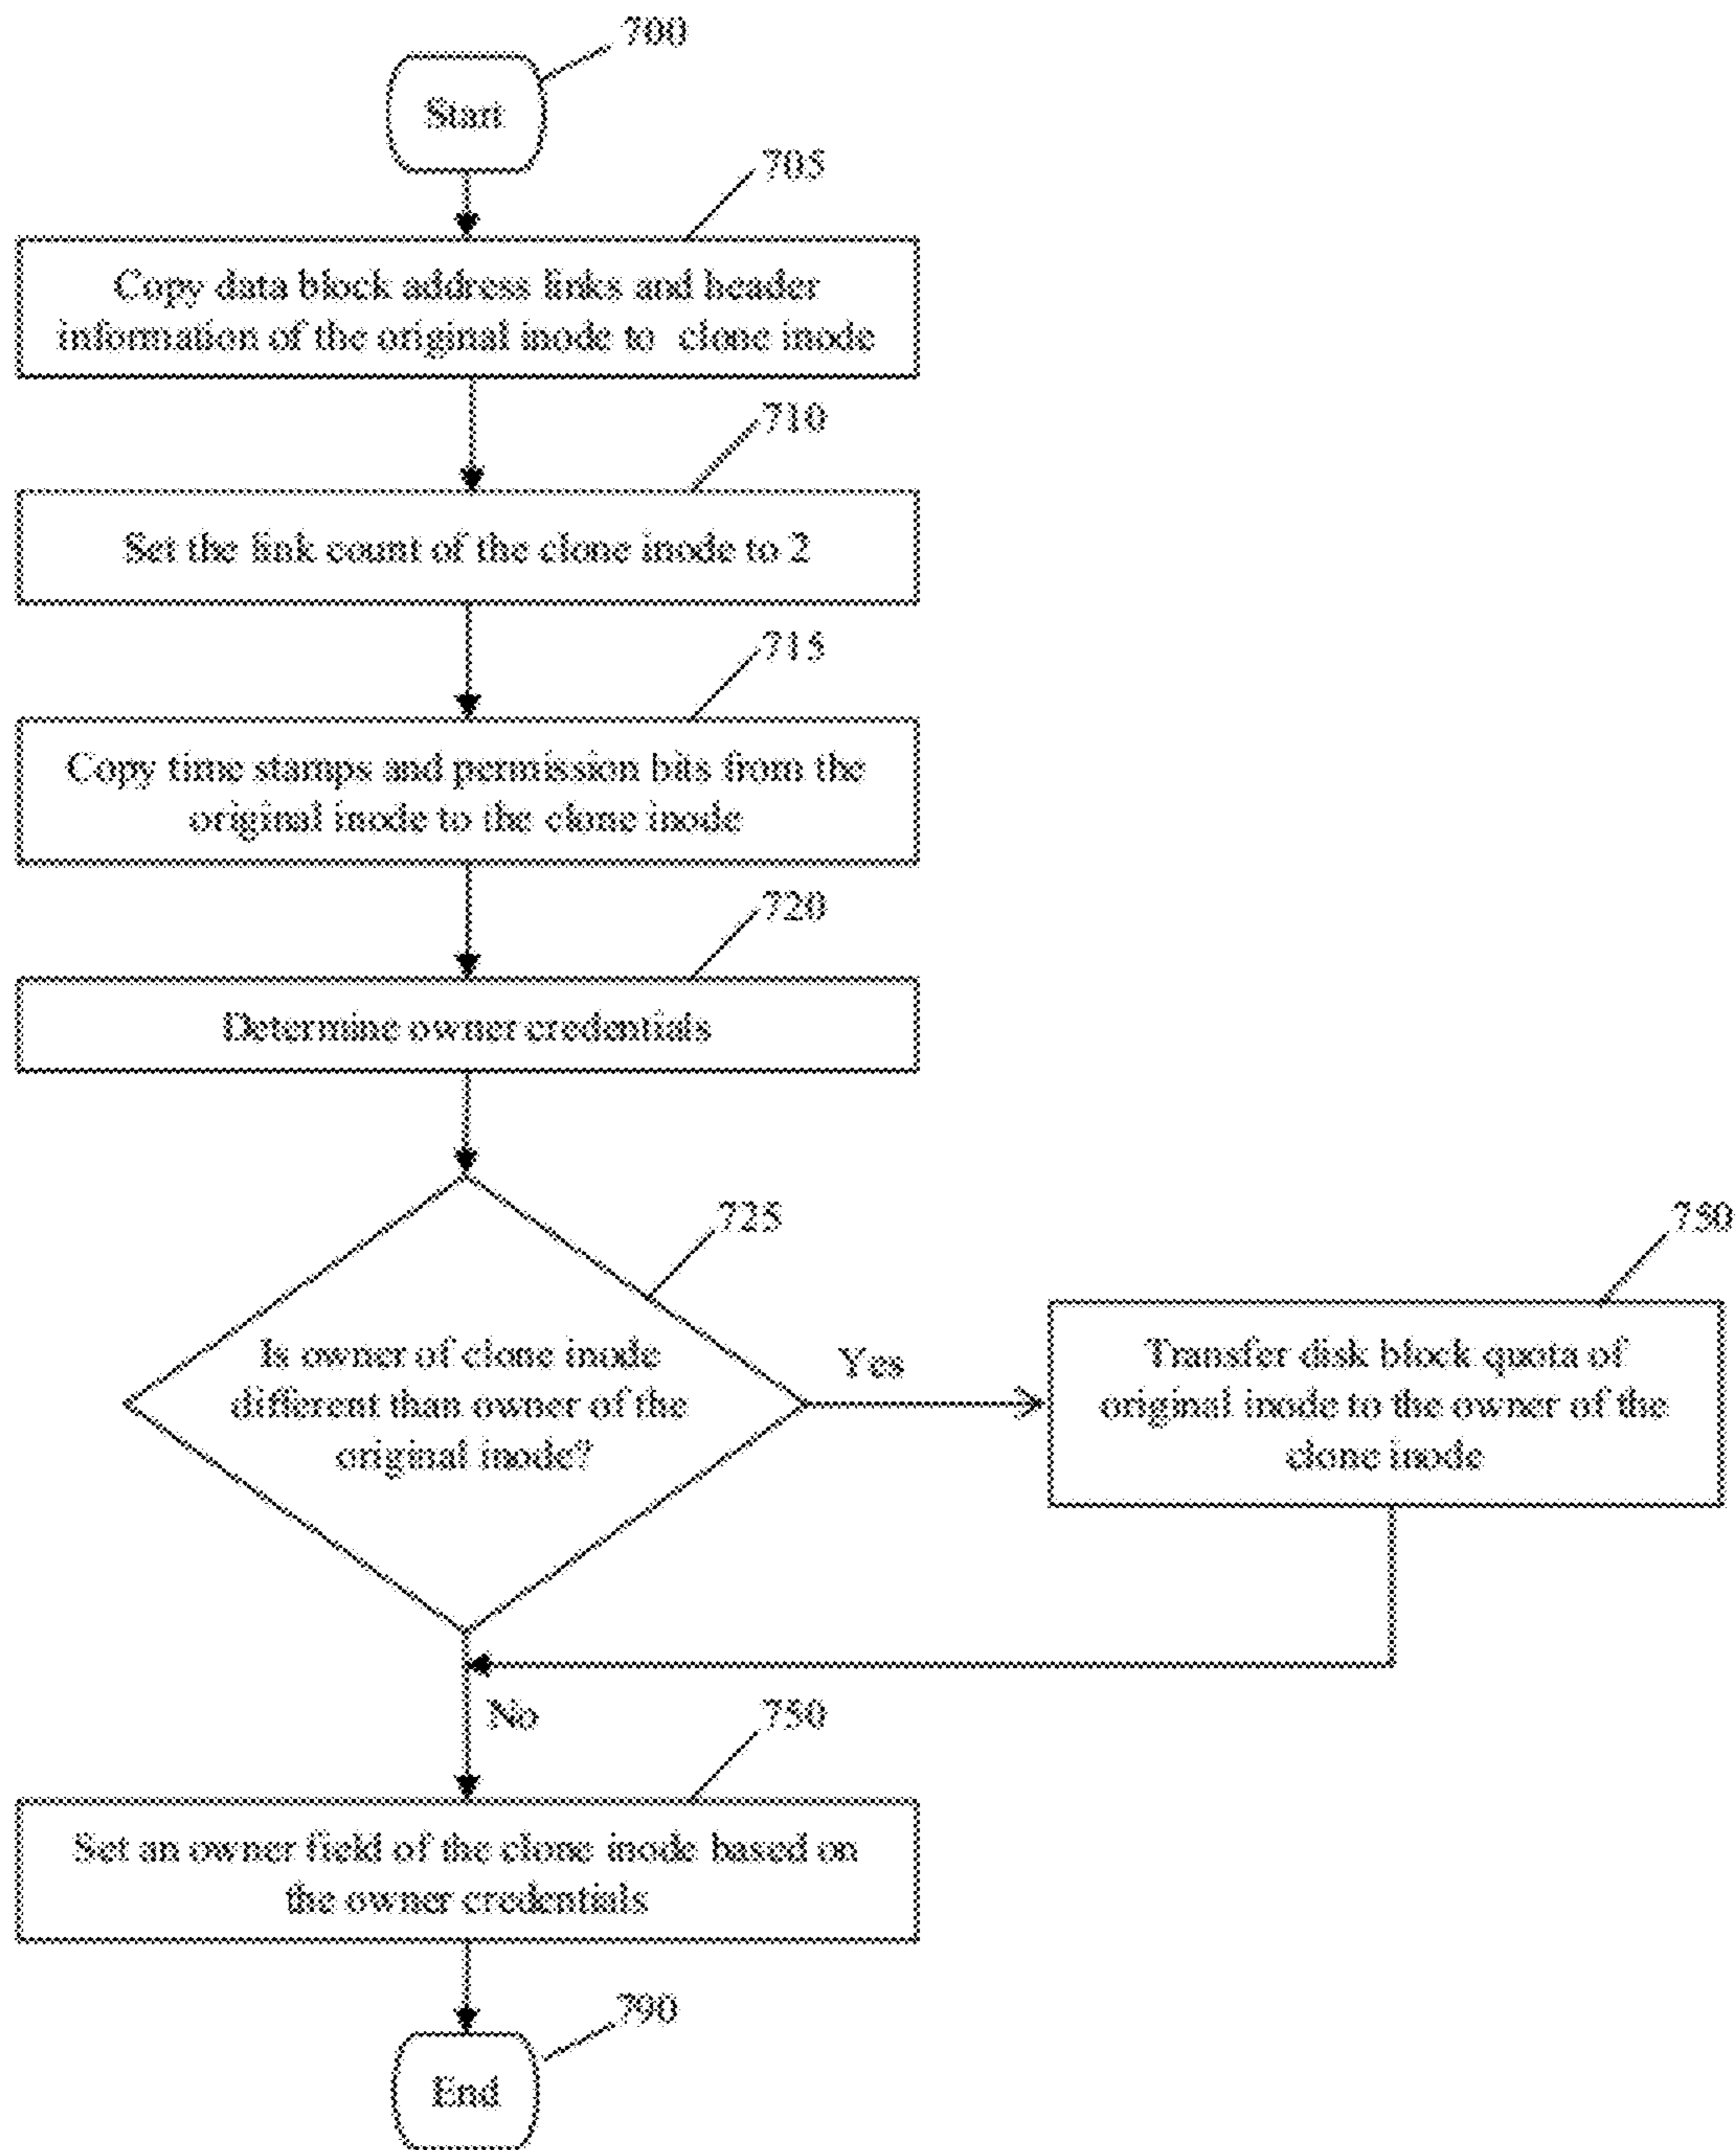 700
Start
705
Copy data block address links and header
information of the original inode to clone inode
710
Set the link count of the clone inode to 2
715
Copy time stamps and permission bits from the
original inode to the clone inode
720
Determine owner credentials
725
Is owner of clone inode
different than owner of the
original inode?
Yes
Transfer disk block quota of
original inode to the owner of the
clone inode
No
750
Set an owner field of the clone inode based on
the owner credentials
790
End